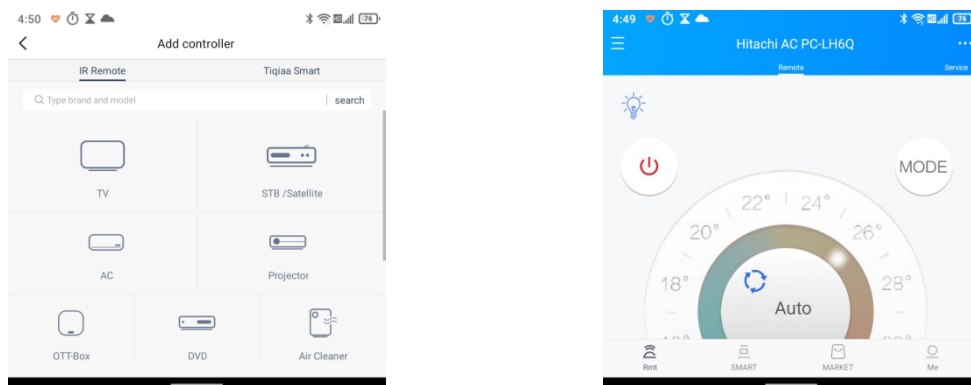 4:50
76
Add controller
IR Remote
Tiqiaa Smart
Type brand and model
search
TV
STB /Satellite
AC
Projector
OTT-Box
DVD
Air Cleaner
4:49
76
Hitachi AC PC-LH6Q
Remote
Service
MODE
22° 24°
20° 26°
18° 28°
Auto
Rmt
SMART
MARKET
Me